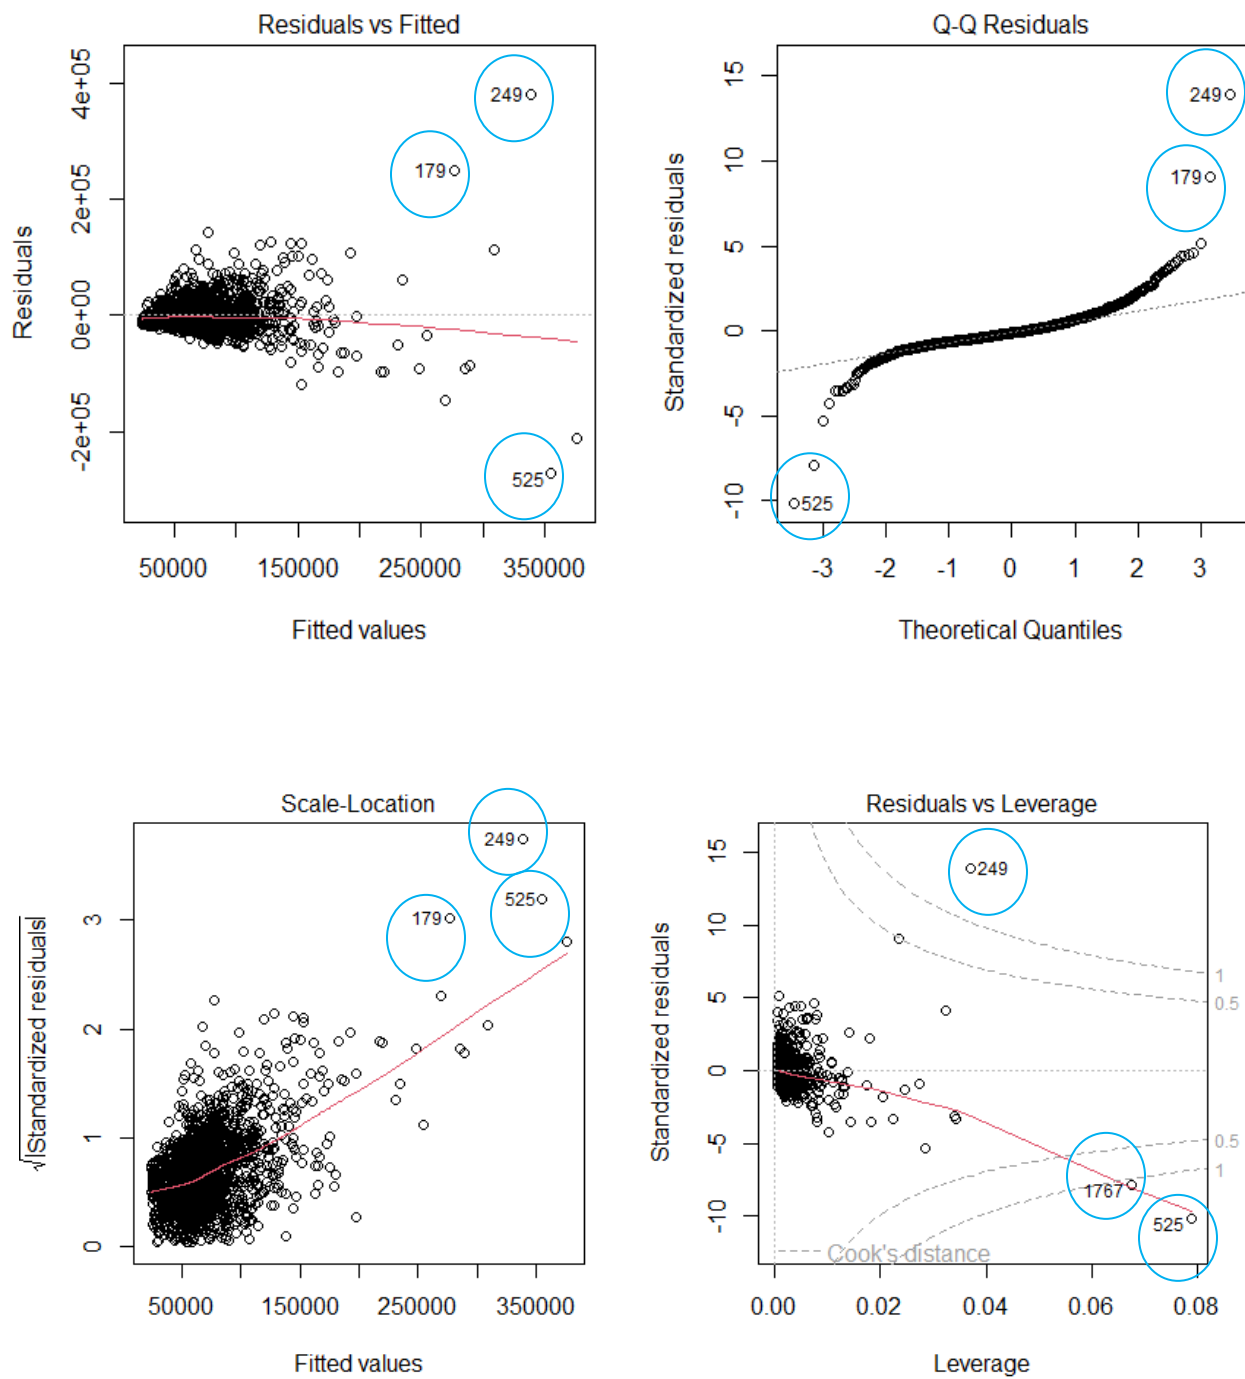 Residuals vs Fitted
Residuals
4e+05
2e+05
0e+00
-2e+05
249
179
525
50000 150000 250000 350000
Fitted values
Q-Q Residuals
Standardized residuals
15
10
5
0
-5
-10
249
179
525
-3 -2 -1 0 1 2 3
Theoretical Quantiles
Scale-Location
√|Standardized residuals|
3
2
1
0
249
525
179
50000 150000 250000 350000
Fitted values
Residuals vs Leverage
Standardized residuals
15
10
5
0
-5
-10
249
1
0.5
0.5
1
1767
525
Cook's distance
0.00 0.02 0.04 0.06 0.08
Leverage